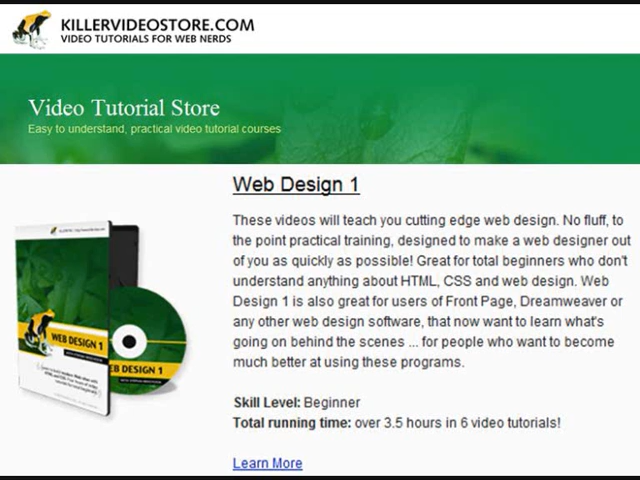 KILLERVIDEOSTORE.COM
VIDEO TUTORIALS FOR WEB NERDS
Video Tutorial Store
Easy to understand, practical video tutorial courses
Web Design 1
These videos will teach you cutting edge web design. No fluff, to
the point practical training, designed to make a web designer out
of you as quickly as possible! Great for total beginners who don't
understand anything about HTML, CSS and web design. Web
Design 1 is also great for users of Front Page, Dreamweaver or
any other web design software, that now want to learn what's
going on behind the scenes ... for people who want to become
much better at using these programs.
WEB DESIGN 1
B DESIGN 1
Skill Level: Beginner
Total running time: over 3.5 hours in 6 video tutorials!
Learn More